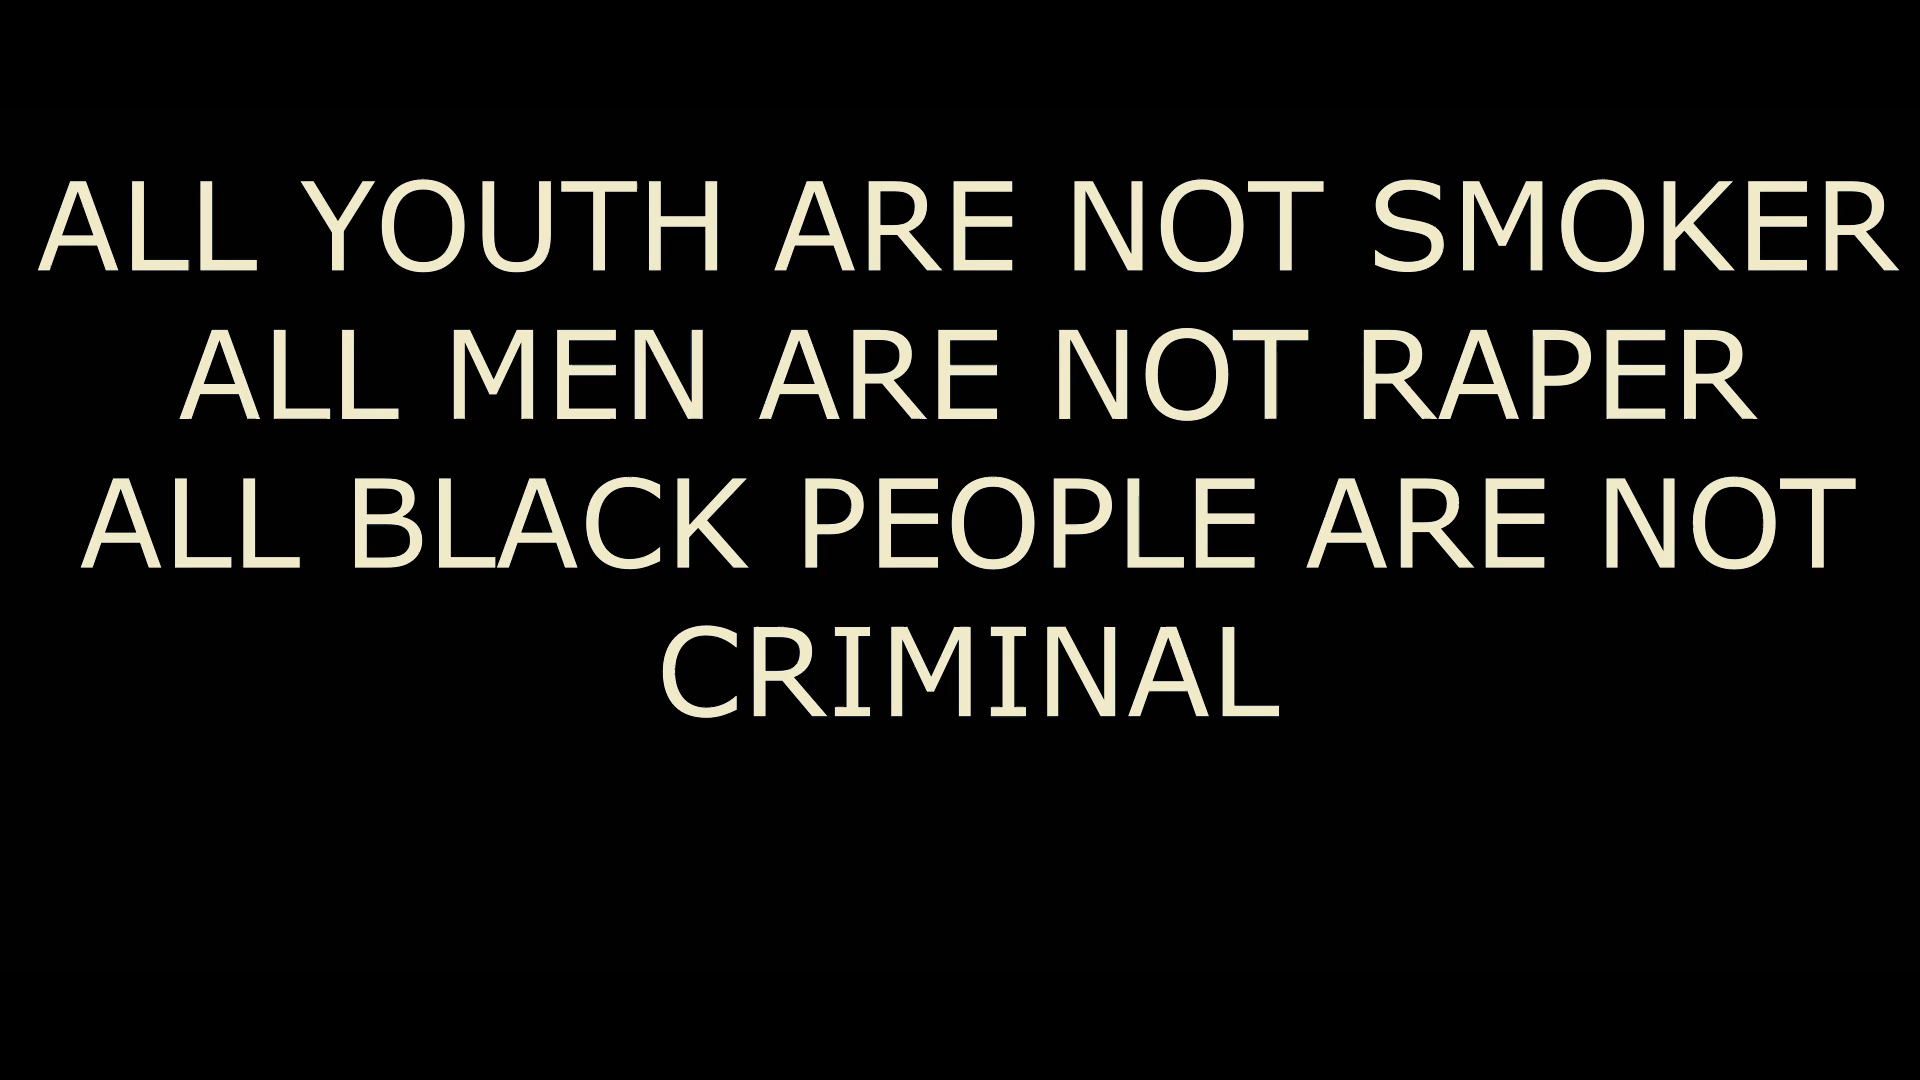 ALL YOUTH ARE NOT SMOKER
ALL MEN ARE NOT RAPER
ALL BLACK PEOPLE ARE NOT
CRIMINAL